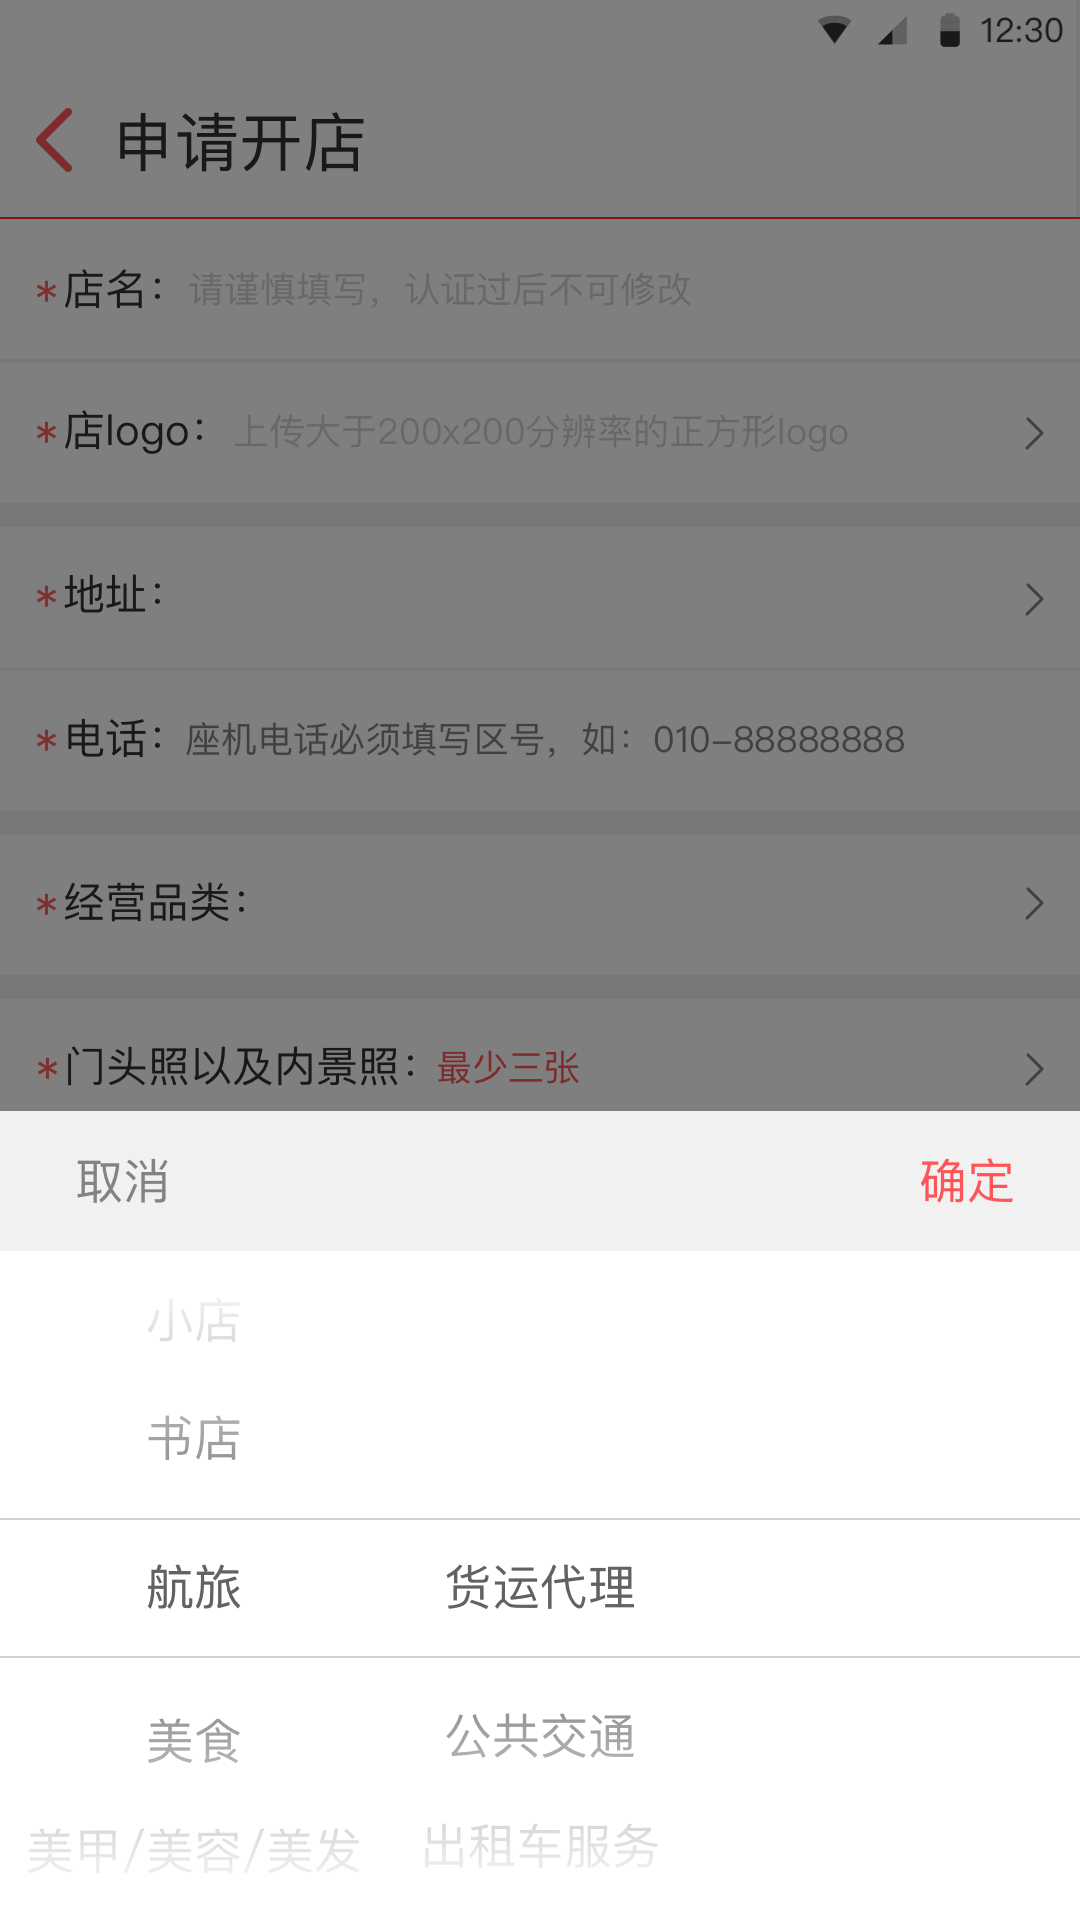 12:30
申请开店
*店名：请谨慎填写，认证过后不可修改
*店logo：上传大于200x200分辨率的正方形logo
*地址：
*电话：座机电话必须填写区号，如：010-88888888
*经营品类：
*门头照以及内景照：最少三张
取消 确定
小店
书店
航旅 货运代理
美食 公共交通
美甲/美容/美发 出租车服务